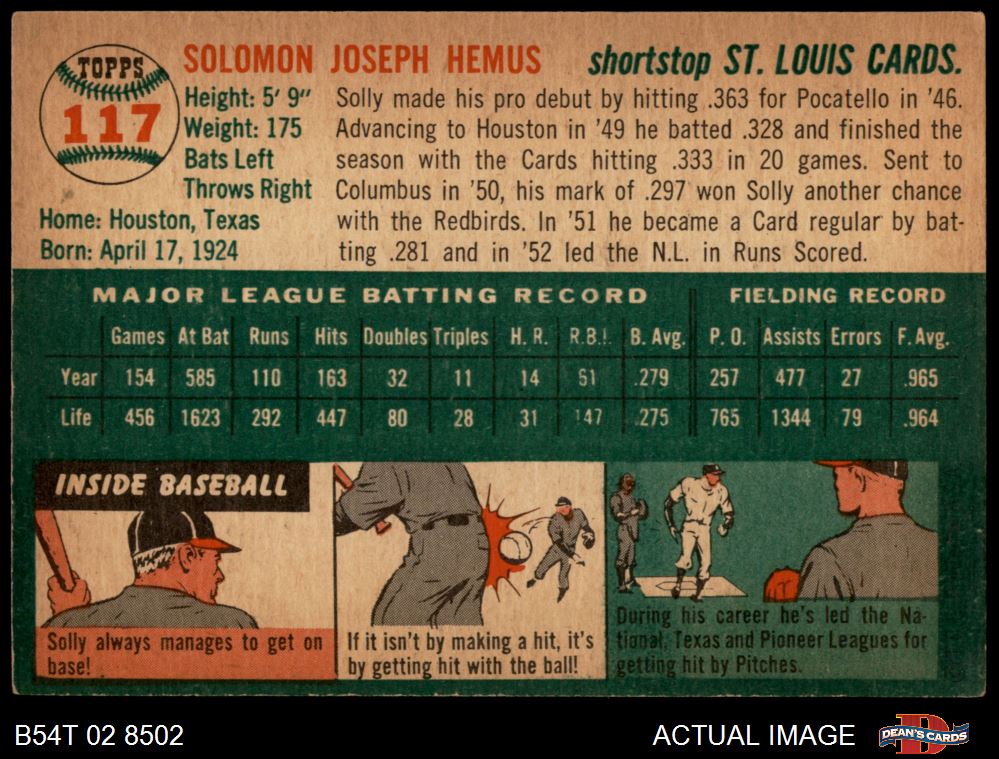 TOPPS
117
SOLOMON JOSEPH HEMUS
shortstop ST. LOUIS CARDS.
Height: 5' 9"
Weight: 175
Bats Left
Throws Right
Home: Houston, Texas
Born: April 17, 1924
Solly made his pro debut by hitting .363 for Pocatello in '46.
Advancing to Houston in '49 he batted .328 and finished the
season with the Cards hitting .333 in 20 games. Sent to
Columbus in '50, his mark of .297 won Solly another chance
with the Redbirds. In '51 he became a Card regular by bat-
ting .281 and in '52 led the N.L. in Runs Scored.
MAJOR LEAGUE BATTING RECORD FIELDING RECORD
Games At Bat Runs Hits Doubles Triples H. R. R.B.I. B. Avg. P. O. Assists Errors F. Avg.
Year 154 585 110 163 32 11 14 61 .279 257 477 27 .965
Life 456 1623 292 447 80 28 31 147 .275 765 1344 79 .964
INSIDE BASEBALL
Solly always manages to get on
base!
If it isn't by making a hit, it's
by getting hit with the ball!
During his career he's led the Na-
tional, Texas and Pioneer Leagues for
getting hit by Pitches.
B54T 02 8502
ACTUAL IMAGE
DEAN'S CARDS